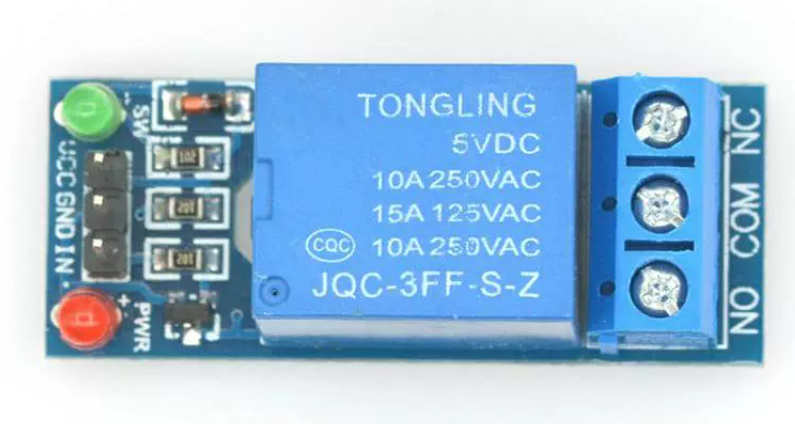 SW
VCC GND IN
PWR
102
201
201
TONGLING
5VDC
10A 250VAC
15A 125VAC
CQC 10A 250VAC
JQC-3FF-S-Z
NC
COM
NO